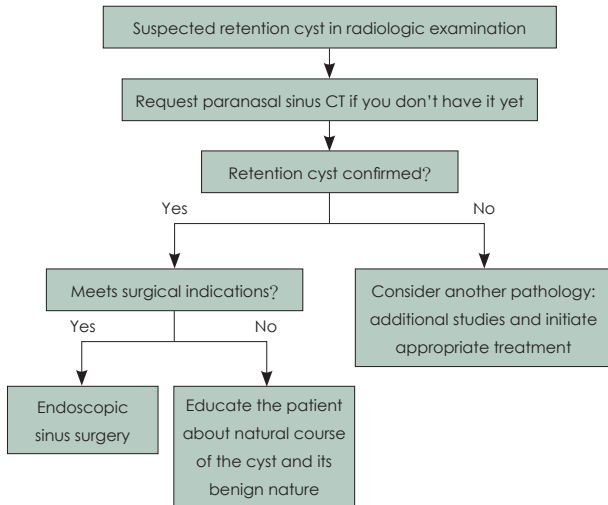 Suspected retention cyst in radiologic examination
Request paranasal sinus CT if you don’t have it yet
Retention cyst confirmed?
Yes
No
Meets surgical indications?
Consider another pathology:
additional studies and initiate
appropriate treatment
Yes
No
Endoscopic
sinus surgery
Educate the patient
about natural course
of the cyst and its
benign nature